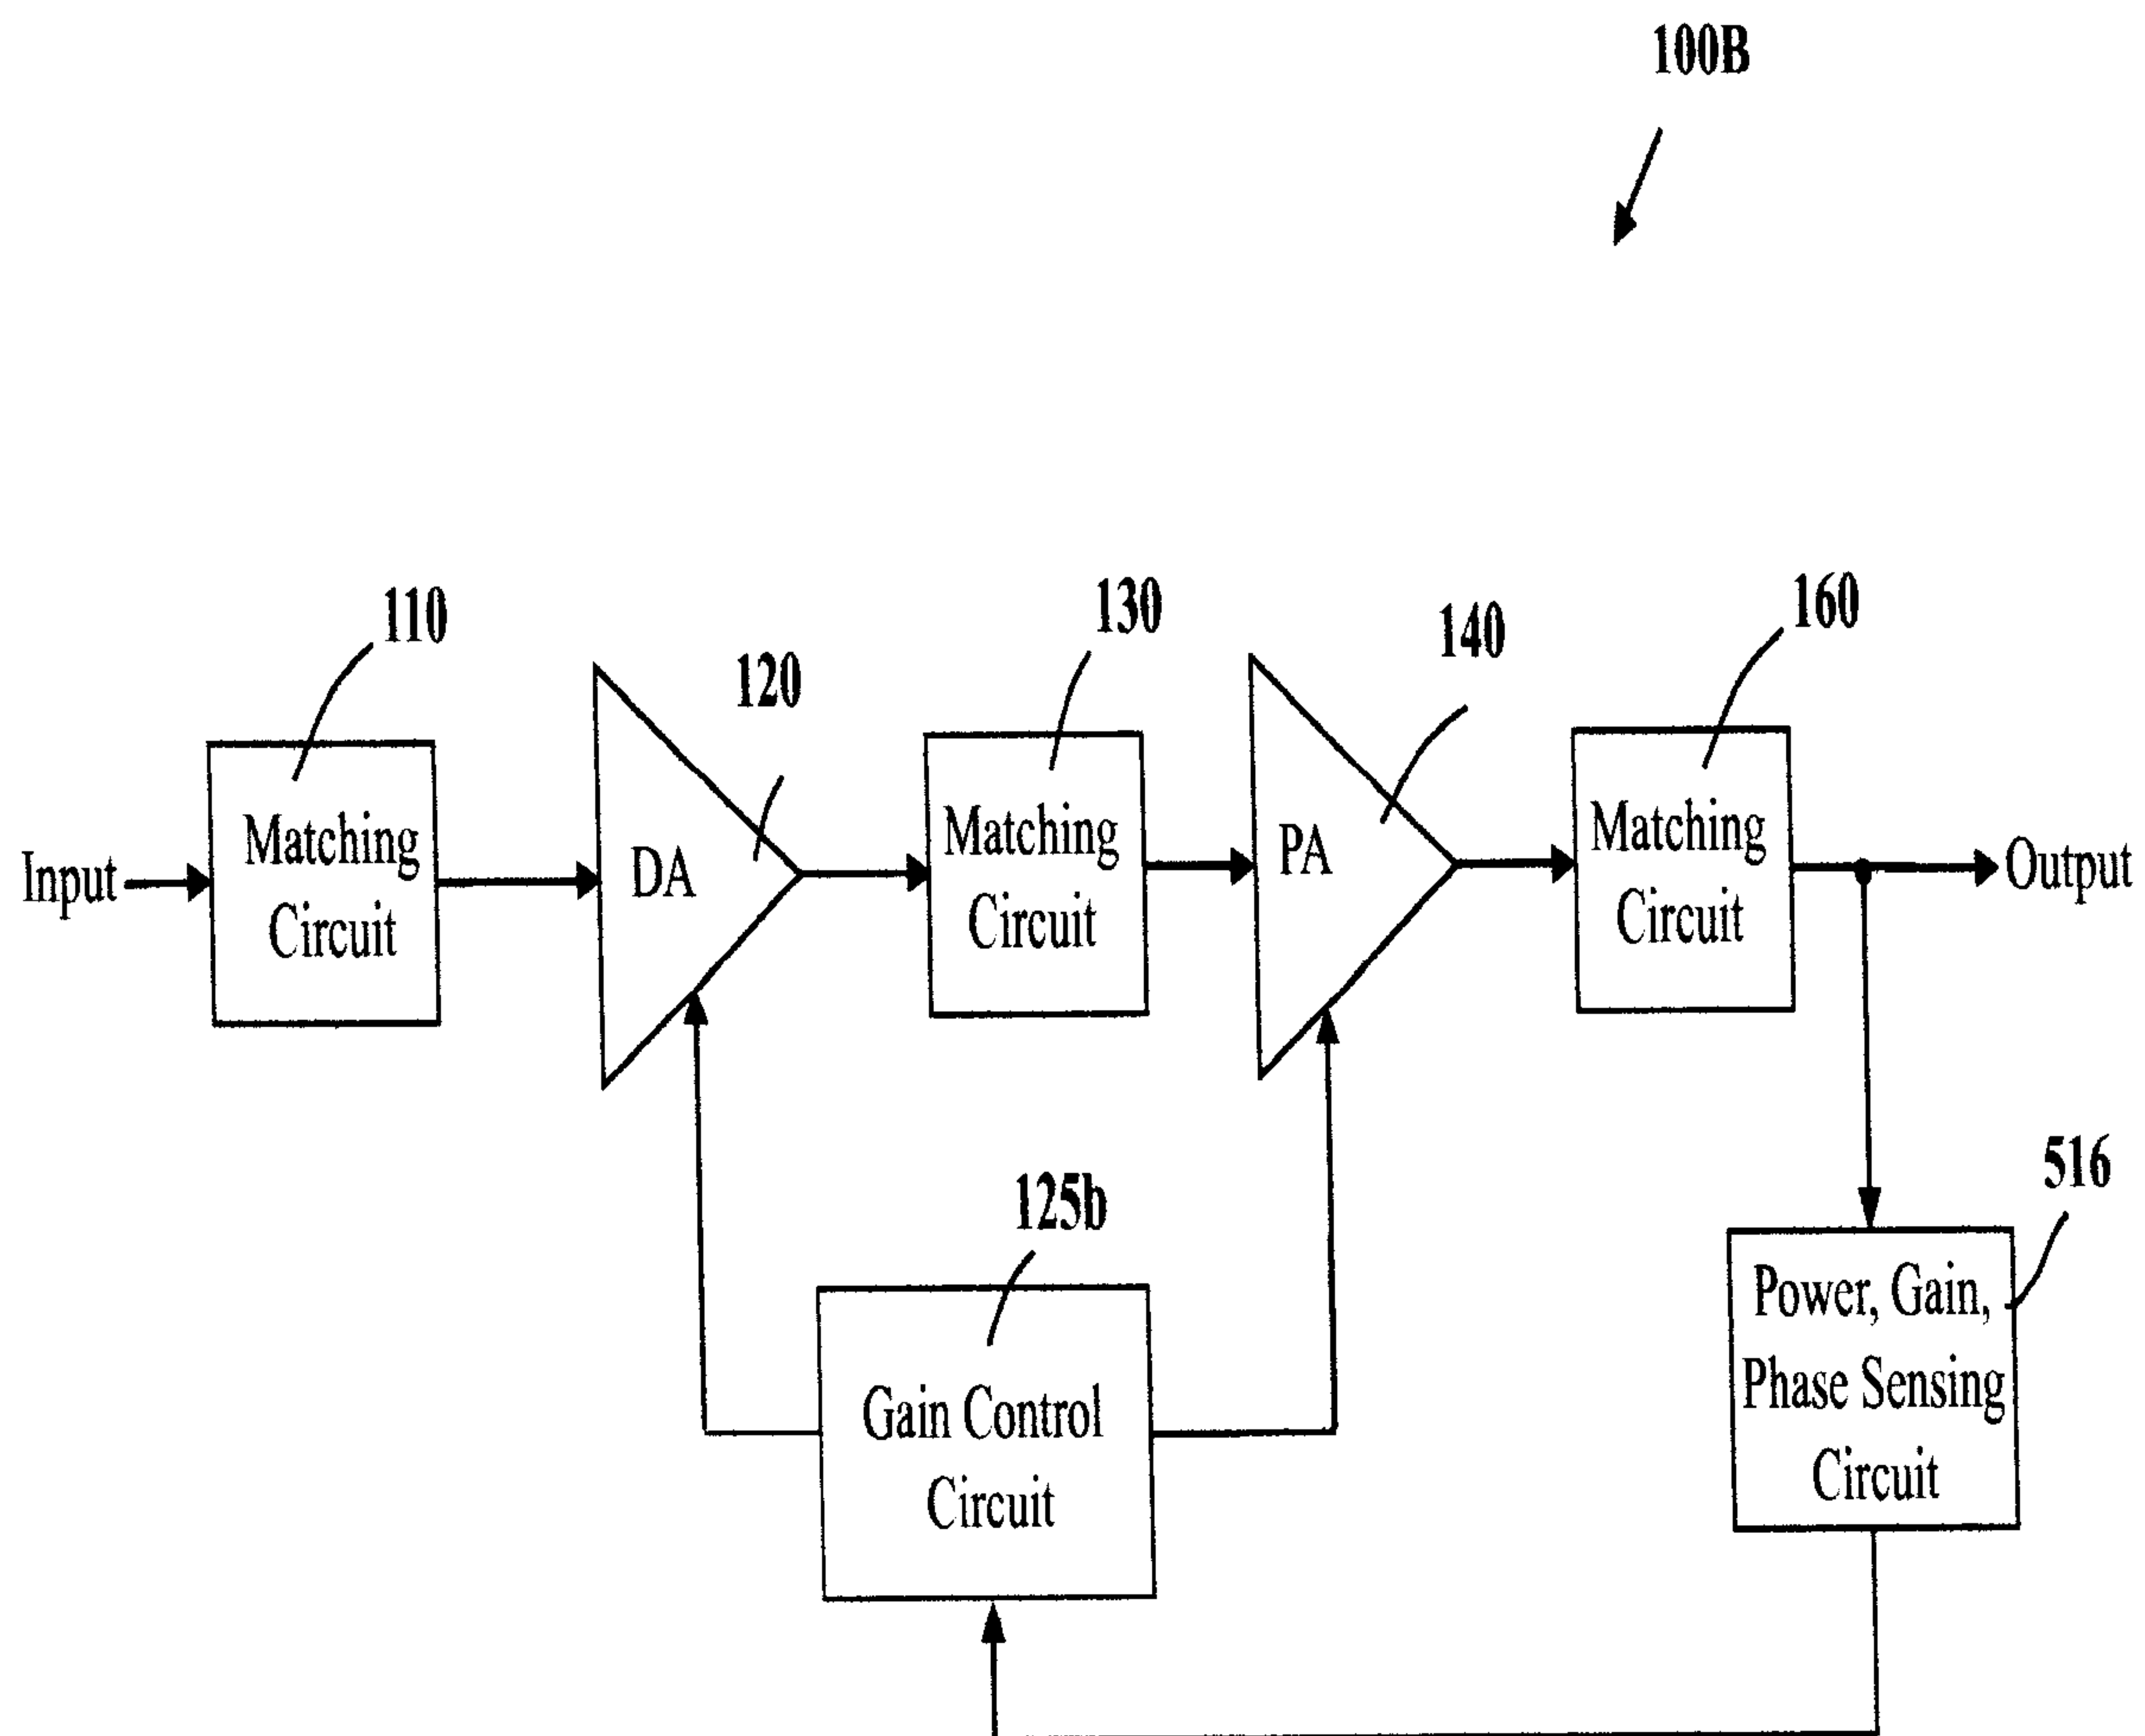 100B
110
120
130
140
160
Input
Matching
Circuit
DA
Matching
Circuit
PA
Matching
Circuit
Output
125b
Gain Control
Circuit
516
Power, Gain,
Phase Sensing
Circuit